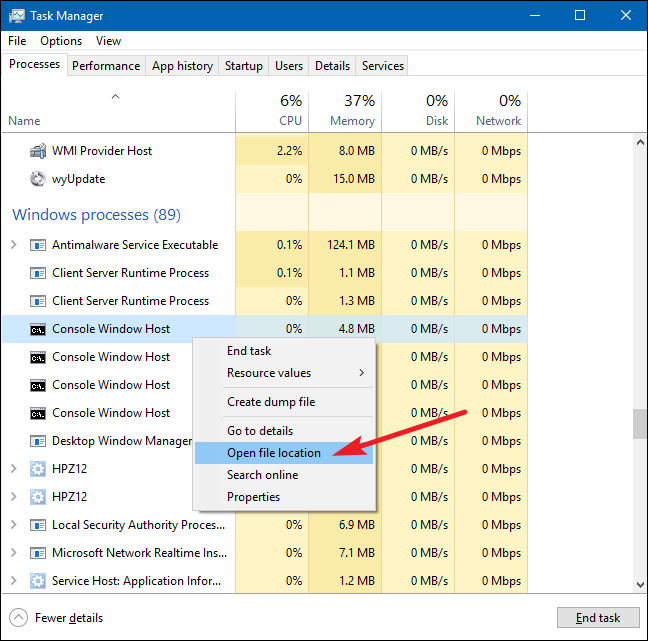 Task Manager
File Options View
Processes Performance App history Startup Users Details Services
6% 37% 0% 0%
Name CPU Memory Disk Network
WMI Provider Host 2.2% 8.0 MB 0 MB/s 0 Mbps
wyUpdate 0% 15.0 MB 0 MB/s 0 Mbps
Windows processes (89)
Antimalware Service Executable 0.1% 124.1 MB 0 MB/s 0 Mbps
Client Server Runtime Process 0.1% 1.1 MB 0 MB/s 0 Mbps
Client Server Runtime Process 0% 1.3 MB 0 MB/s 0 Mbps
Console Window Host 0% 4.8 MB 0 MB/s 0 Mbps
Console Window Host 0 MB/s 0 Mbps
Console Window Host 0 MB/s 0 Mbps
Console Window Host 0 MB/s 0 Mbps
Desktop Window Manager 0 MB/s 0 Mbps
HPZ12 0 MB/s 0 Mbps
HPZ12 0 MB/s 0 Mbps
Local Security Authority Proces... 0% 6.9 MB 0 MB/s 0 Mbps
Microsoft Network Realtime Ins... 0% 7.1 MB 0 MB/s 0 Mbps
Service Host: Application Infor... 0% 1.2 MB 0 MB/s 0 Mbps
End task
Resource values
Create dump file
Go to details
Open file location
Search online
Properties
Fewer details End task